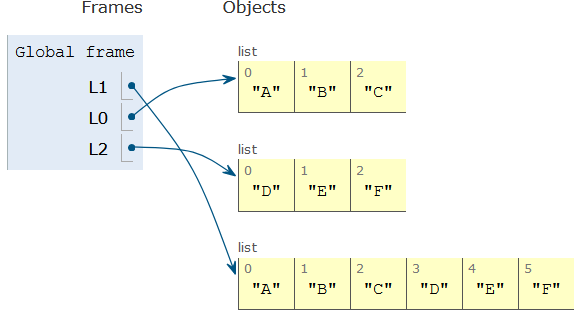 Frames Objects
Global frame
L1
L0
L2
list
0 1 2
"A" "B" "C"
list
0 1 2
"D" "E" "F"
list
0 1 2 3 4 5
"A" "B" "C" "D" "E" "F"